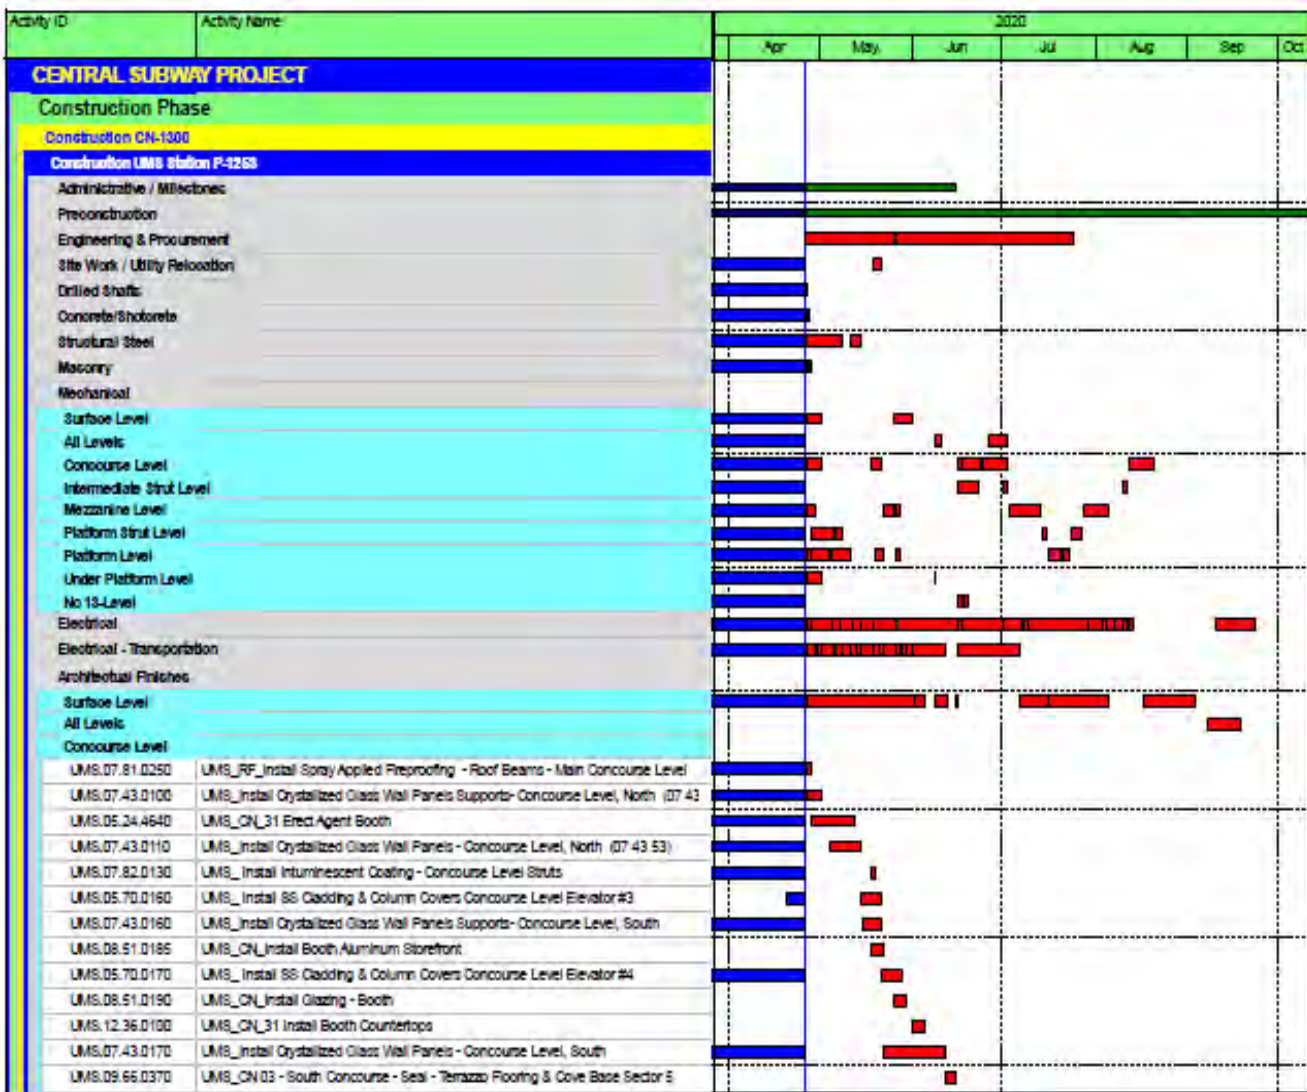 Activity ID Activity Name 2020
Apr May Jun Jul Aug Sep Oct
CENTRAL SUBWAY PROJECT
Construction Phase
Construction CN-1300
Construction UMS Station P-1253
Administrative / Milestones
Preconstruction
Engineering & Procurement
Site Work / Utility Relocation
Drilled Shafts
Concrete/Shotcrete
Structural Steel
Masonry
Mechanical
Surface Level
All Levels
Concourse Level
Intermediate Strut Level
Mezzanine Level
Platform Strut Level
Platform Level
Under Platform Level
No 13-Level
Electrical
Electrical - Transportation
Architectual Finishes
Surface Level
All Levels
Concourse Level
UMS.07.81.0250 UMS_RF_Install Spray Applied Fireproofing - Roof Beams - Main Concourse Level
UMS.07.43.0100 UMS_Install Crystallized Glass Wall Panels Supports- Concourse Level, North (07 43
UMS.05.24.4640 UMS_CN_31 Erect Agent Booth
UMS.07.43.0110 UMS_Install Crystallized Glass Wall Panels - Concourse Level, North (07 43 53)
UMS.07.82.0130 UMS_ Install Intuminescent Coating - Concourse Level Struts
UMS.05.70.0160 UMS_ Install SS Cladding & Column Covers Concourse Level Elevator #3
UMS.07.43.0160 UMS_Install Crystallized Glass Wall Panels Supports- Concourse Level, South
UMS.08.51.0185 UMS_CN_Install Booth Aluminum Storefront
UMS.05.70.0170 UMS_ Install SS Cladding & Column Covers Concourse Level Elevator #4
UMS.08.51.0190 UMS_CN_Install Glazing - Booth
UMS.12.36.0100 UMS_CN_31 Install Booth Countertops
UMS.07.43.0170 UMS_Install Crystallized Glass Wall Panels - Concourse Level, South
UMS.09.66.0370 UMS_CN 03 - South Concourse - Seal - Terrazzo Flooring & Cove Base Sector 5